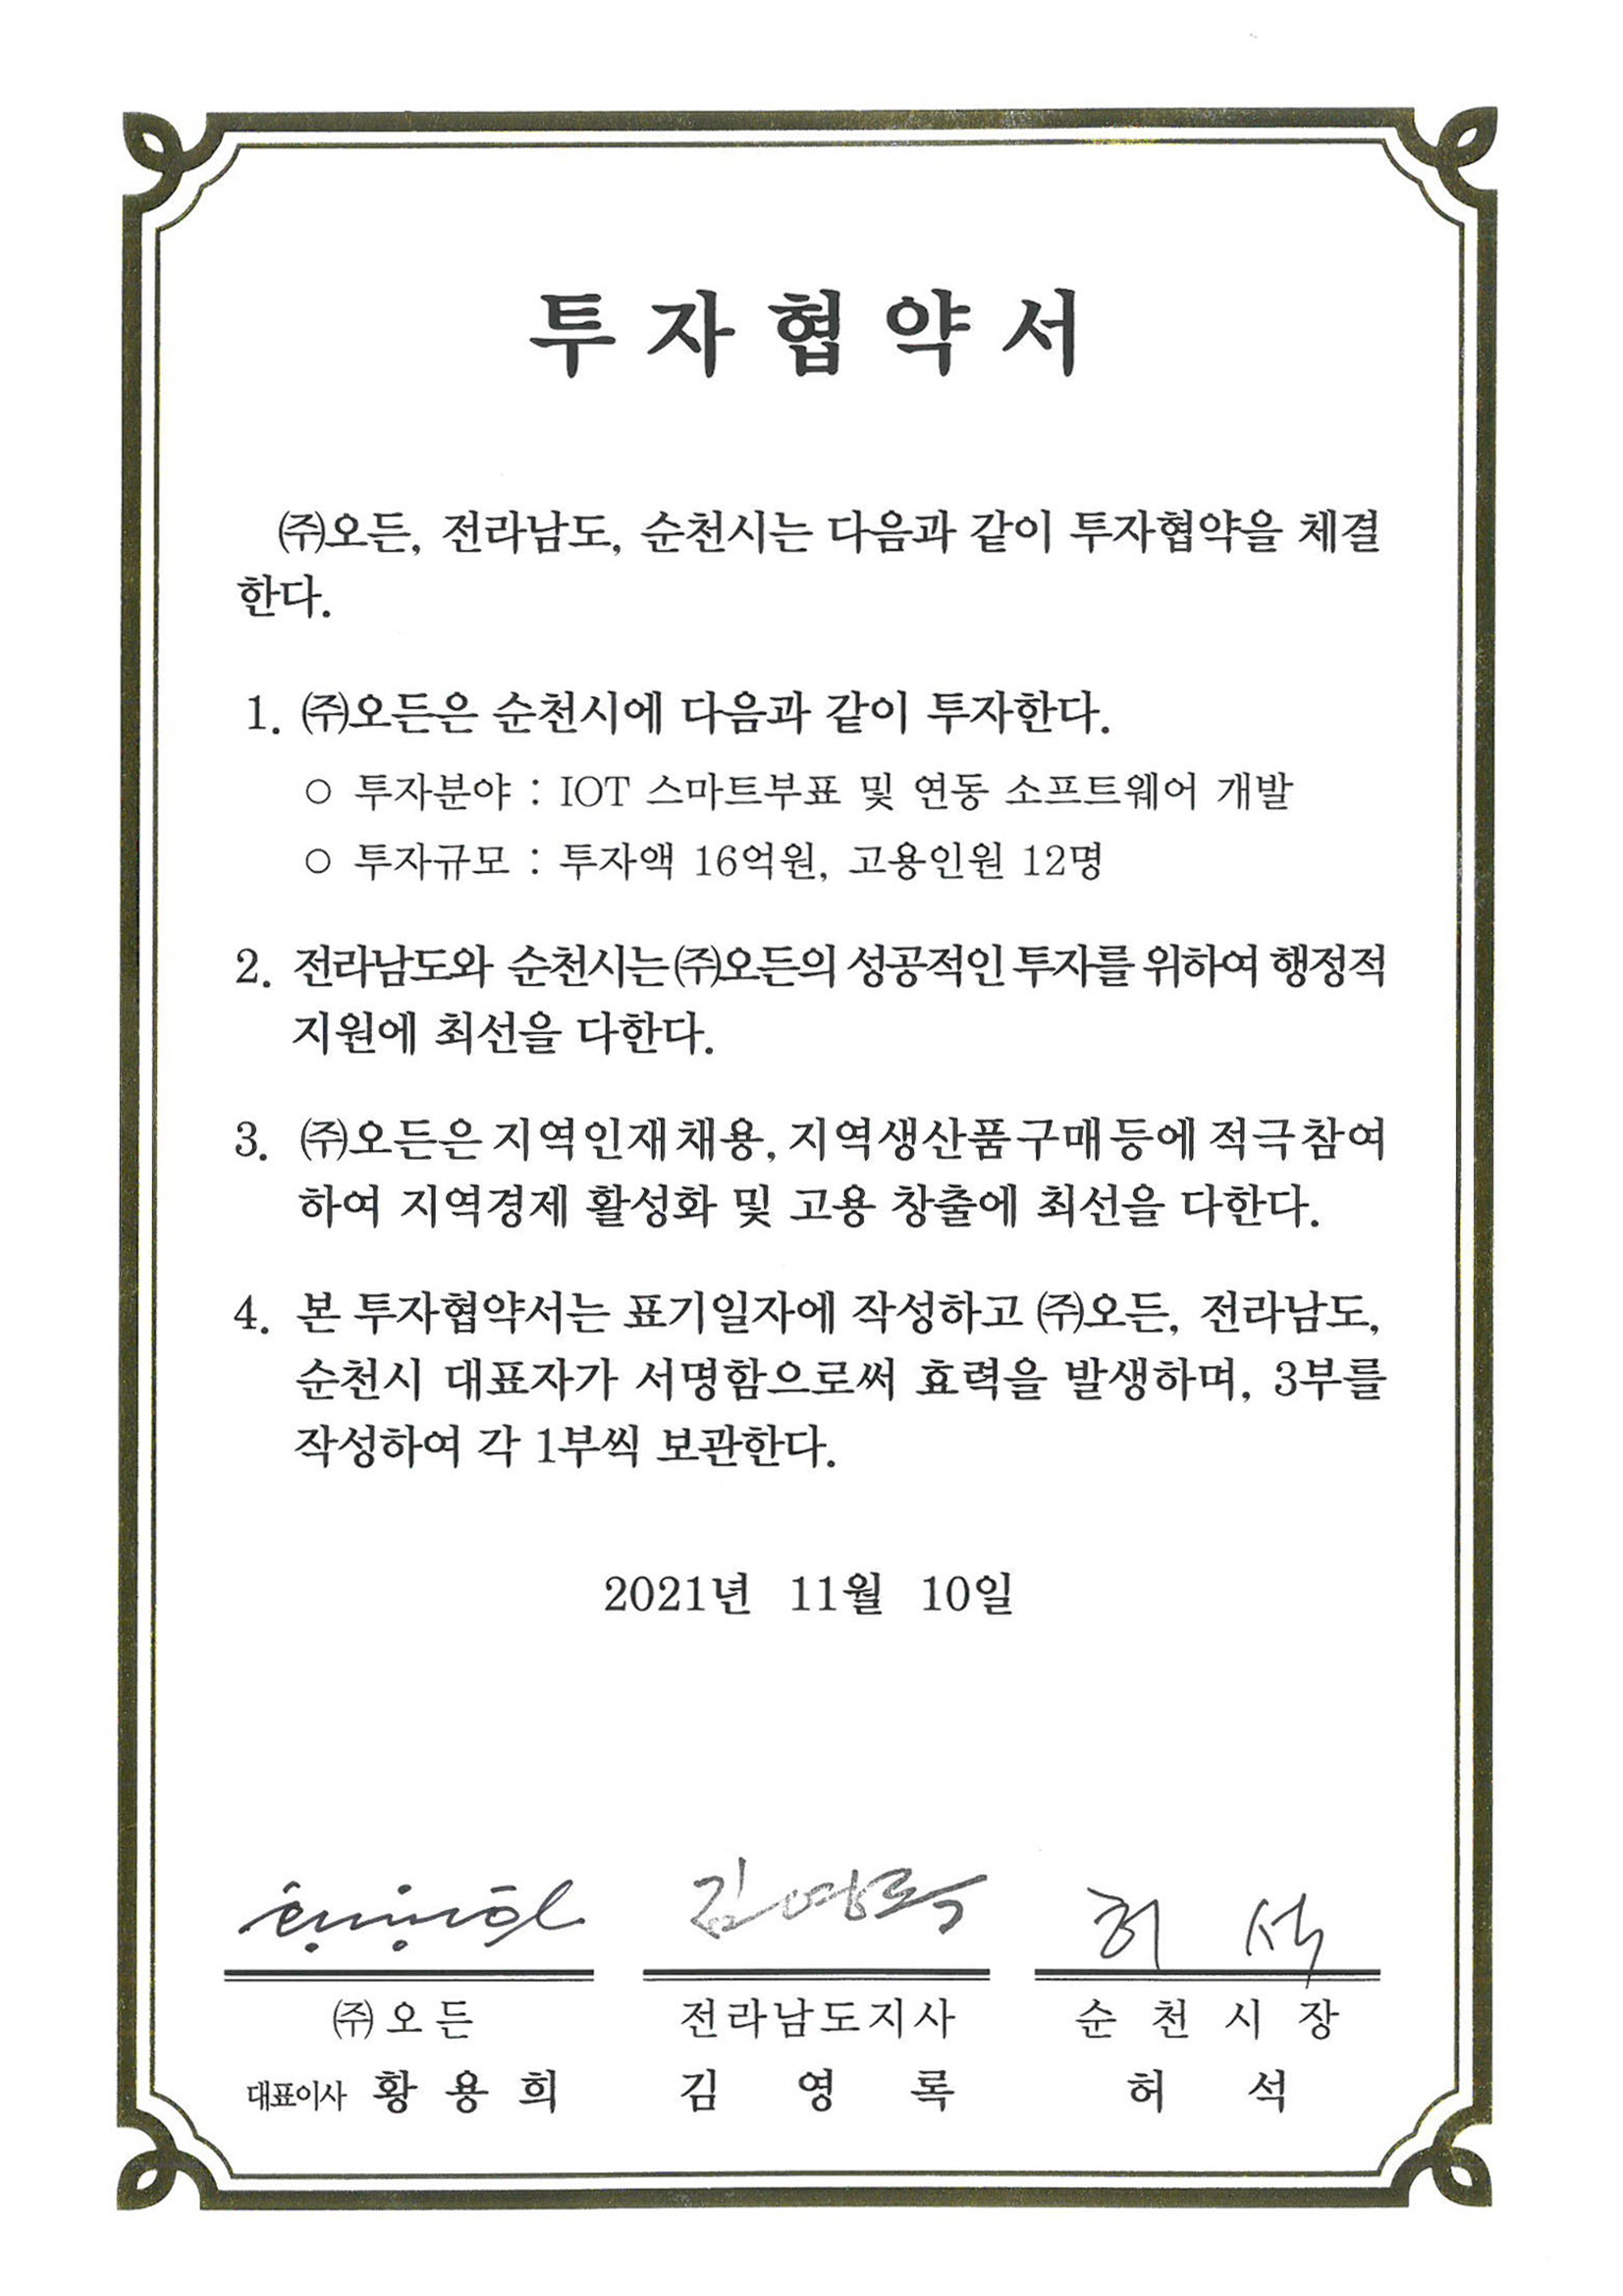 투자협약서
㈜오든, 전라남도, 순천시는 다음과 같이 투자협약을 체결
한다.
1. ㈜오든은 순천시에 다음과 같이 투자한다.
○ 투자분야 : IOT 스마트부표 및 연동 소프트웨어 개발
○ 투자규모 : 투자액 16억원, 고용인원 12명
2. 전라남도와 순천시는 ㈜오든의 성공적인 투자를 위하여 행정적
지원에 최선을 다한다.
3. ㈜오든은 지역인재 채용, 지역생산품 구매 등에 적극 참여
하여 지역경제 활성화 및 고용 창출에 최선을 다한다.
4. 본 투자협약서는 표기일자에 작성하고 ㈜오든, 전라남도,
순천시 대표자가 서명함으로써 효력을 발생하며, 3부를
작성하여 각 1부씩 보관한다.
2021년 11월 10일
황용희 김영록 허석
㈜오든 전라남도지사 순천시장
대표이사 황용희 김영록 허석